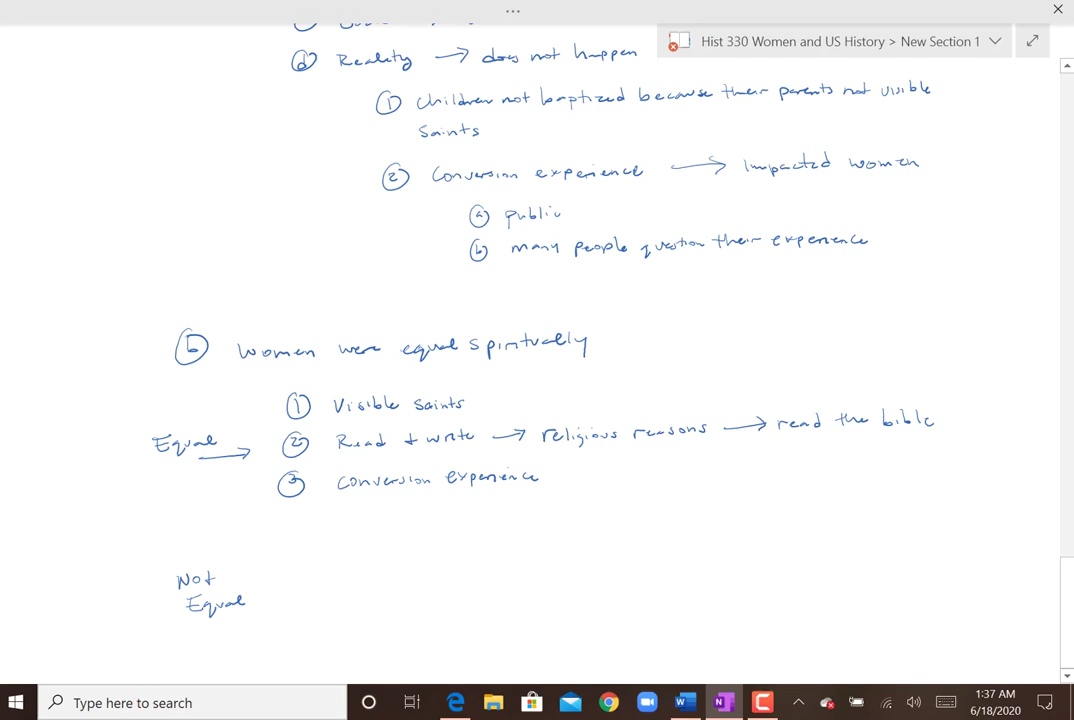 Hist 330 Women and US History > New Section 1
d Reality → does not happen
1 Children not baptized because their parents not visible
saints
2 Conversion experience → Impacted women
a public
b many people question their experience
b Women were equal spiritually
1 Visible saints
Equal → 2 Read + write → religious reasons → read the bible
3 Conversion experience
Not
Equal
Type here to search
1:37 AM
6/18/2020